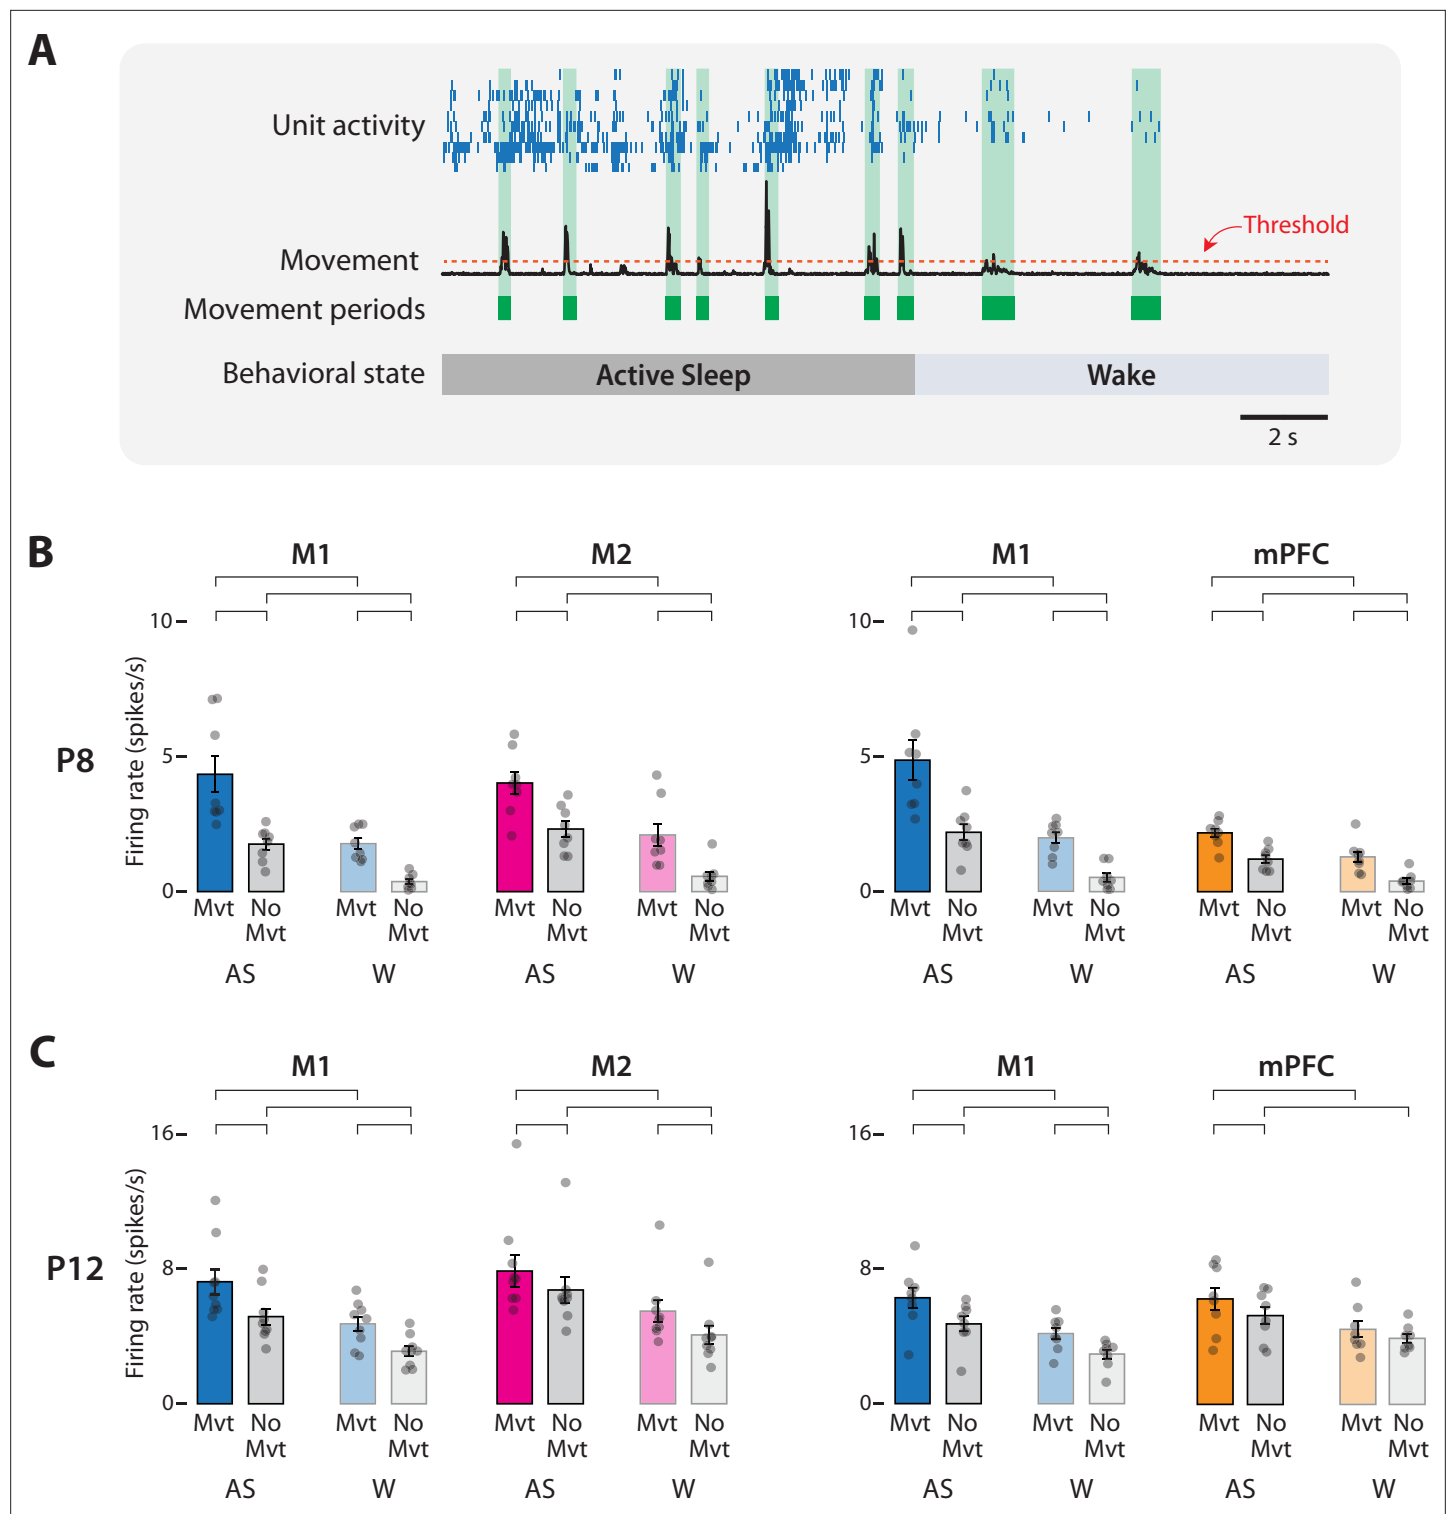 A
Unit activity
Threshold
Movement
Movement periods
Behavioral state
Active Sleep
Wake
2 s
B
M1
M2
M1
mPFC
P8
Firing rate (spikes/s)
10
5
0
10
5
0
Mvt No Mvt Mvt No Mvt
AS W
Mvt No Mvt Mvt No Mvt
AS W
Mvt No Mvt Mvt No Mvt
AS W
Mvt No Mvt Mvt No Mvt
AS W
C
M1
M2
M1
mPFC
P12
Firing rate (spikes/s)
16
8
0
16
8
0
Mvt No Mvt Mvt No Mvt
AS W
Mvt No Mvt Mvt No Mvt
AS W
Mvt No Mvt Mvt No Mvt
AS W
Mvt No Mvt Mvt No Mvt
AS W